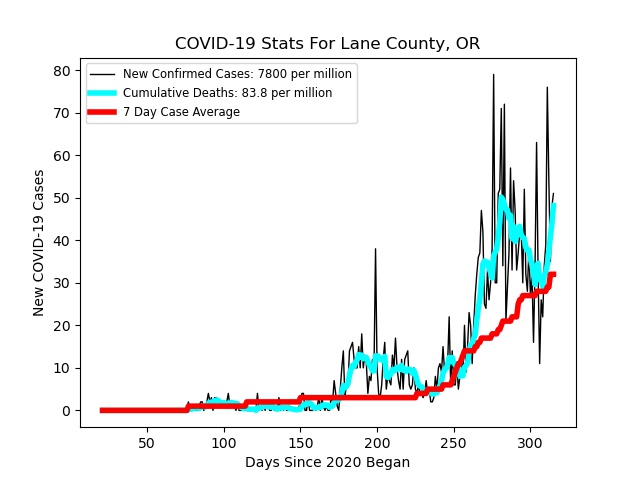 COVID-19 Stats For Lane County, OR
New Confirmed Cases: 7800 per million
Cumulative Deaths: 83.8 per million
7 Day Case Average
New COVID-19 Cases
80
70
60
50
40
30
20
10
0
50
100
150
200
250
300
Days Since 2020 Began